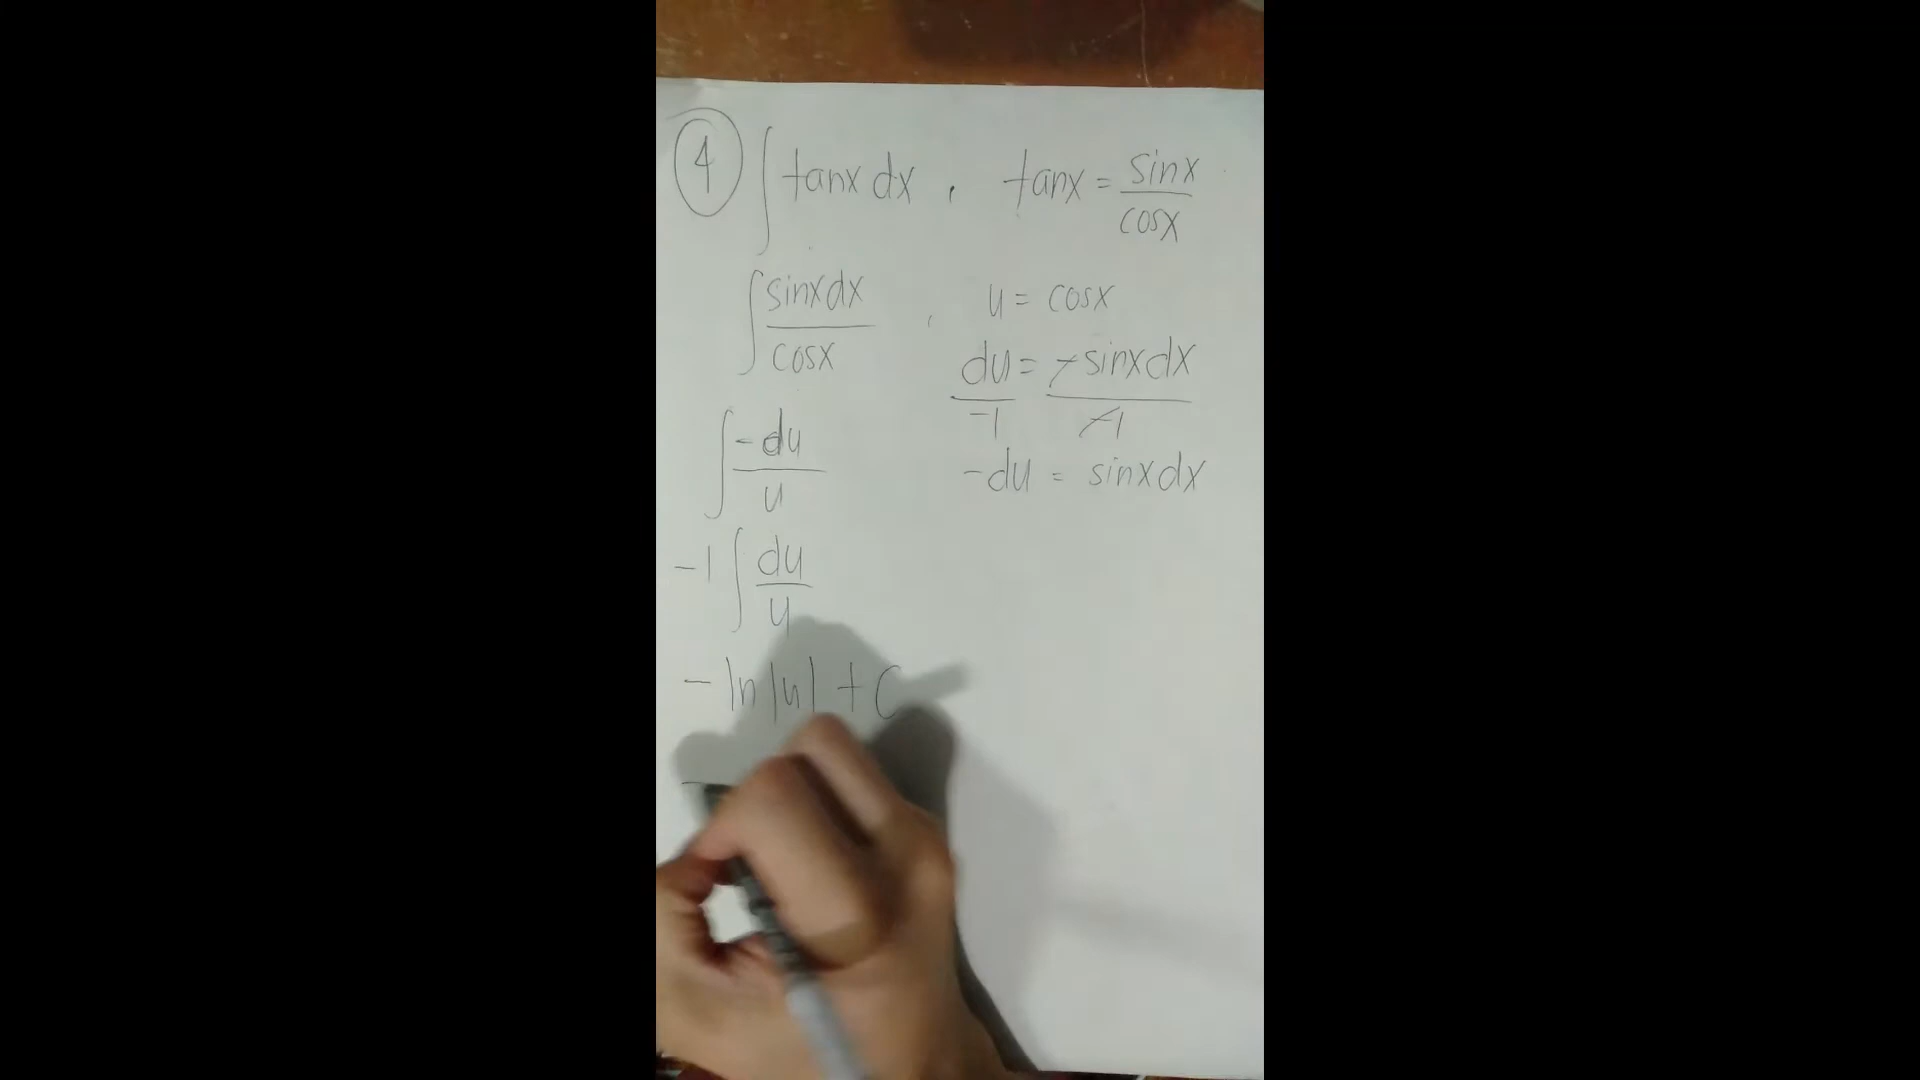 ④ ∫ tanx dx , tanx = sinx/cosx
∫ sinxdx/cosx , u = cosx
du/-1 = -sinxdx/-1
∫ -du/u
-du = sinxdx
-1 ∫ du/u
- ln|u| + C